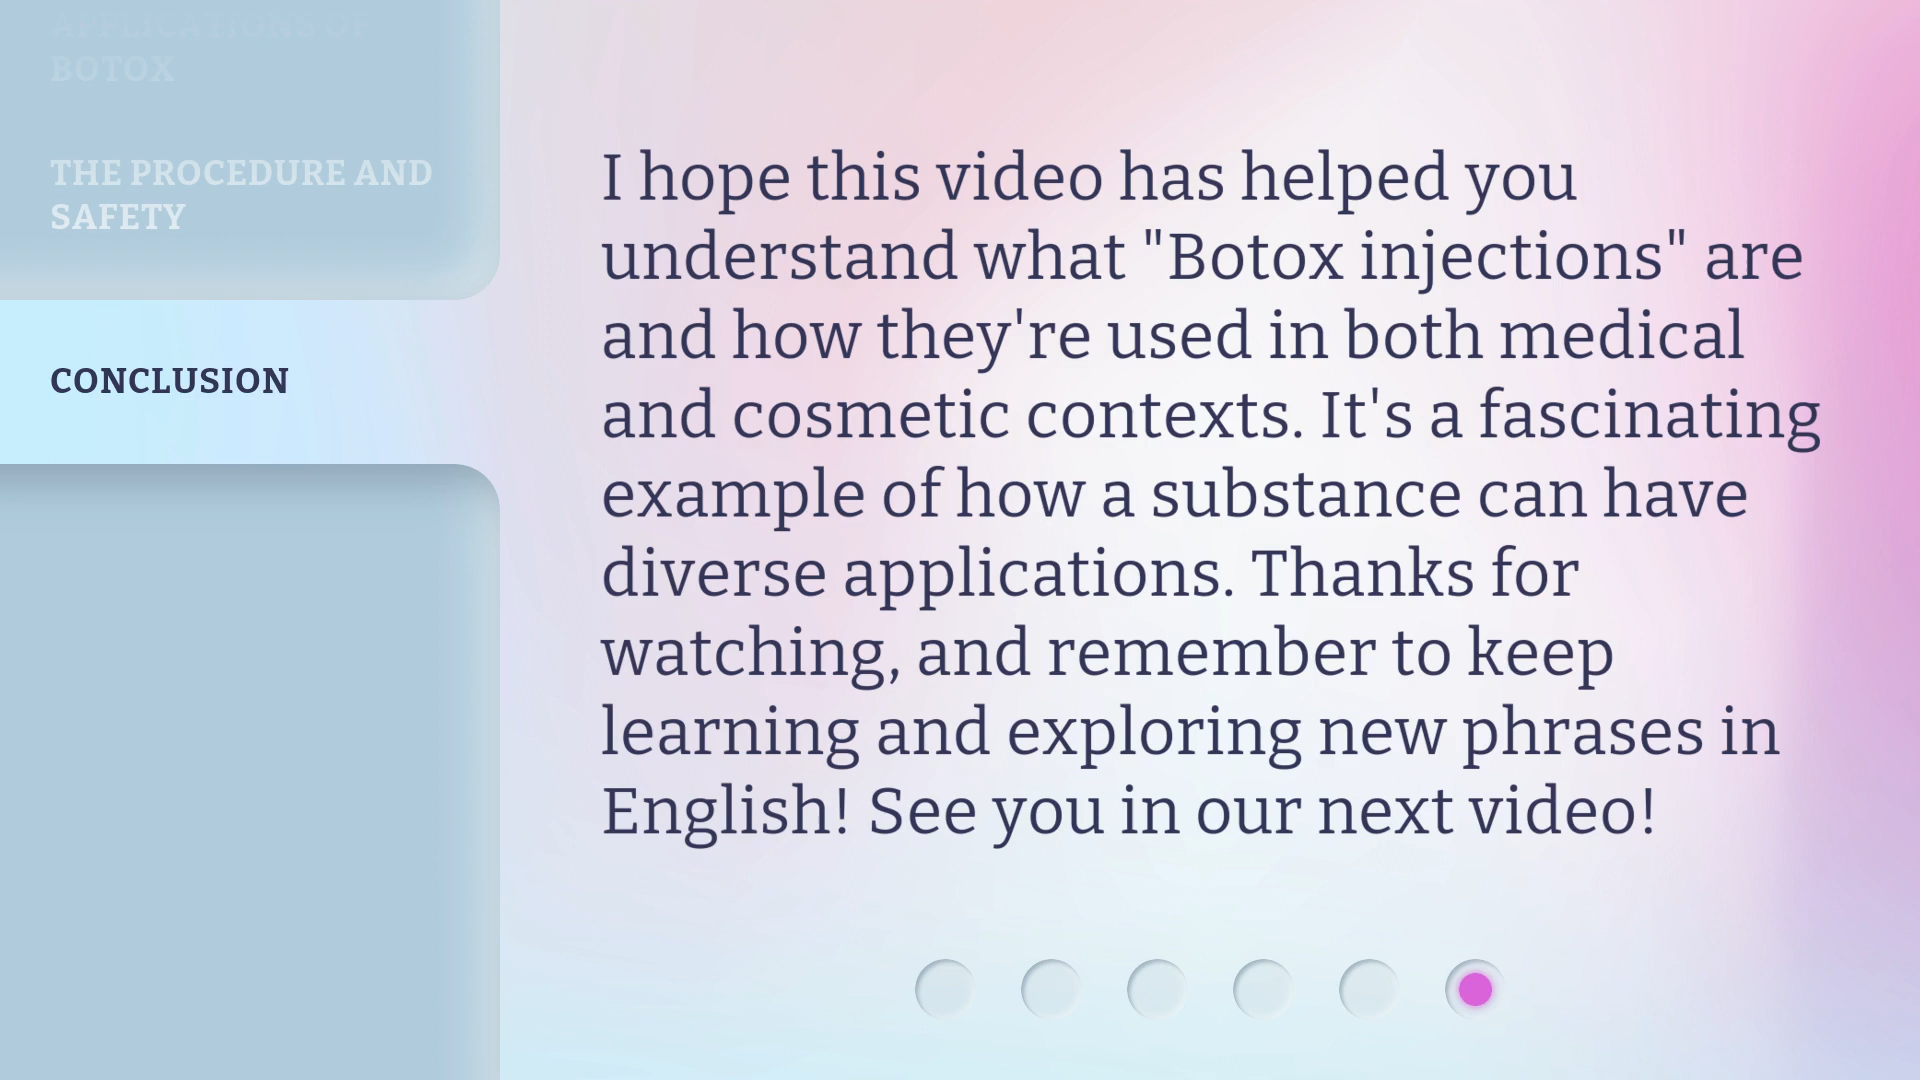 APPLICATIONS OF
BOTOX
THE PROCEDURE AND
SAFETY
CONCLUSION
I hope this video has helped you
understand what "Botox injections" are
and how they're used in both medical
and cosmetic contexts. It's a fascinating
example of how a substance can have
diverse applications. Thanks for
watching, and remember to keep
learning and exploring new phrases in
English! See you in our next video!